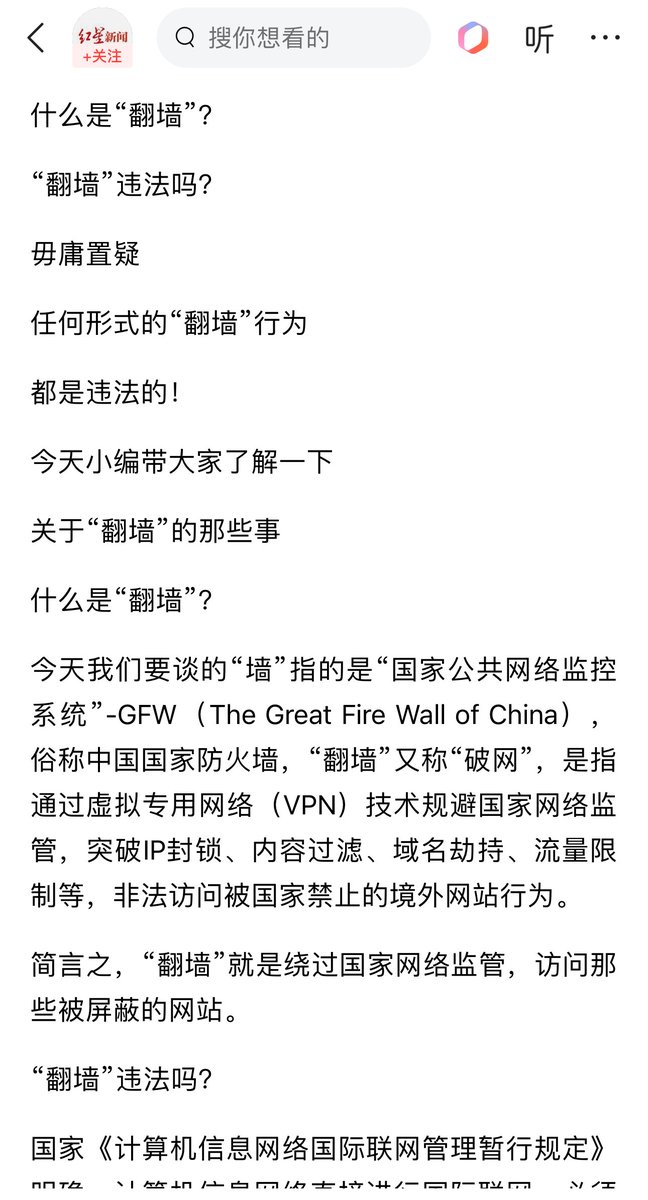 红星新闻
+关注
搜你想看的
听
什么是“翻墙”？
“翻墙”违法吗？
毋庸置疑
任何形式的“翻墙”行为
都是违法的！
今天小编带大家了解一下
关于“翻墙”的那些事
什么是“翻墙”？
今天我们要谈的“墙”指的是“国家公共网络监控
系统”-GFW（The Great Fire Wall of China），
俗称中国国家防火墙，“翻墙”又称“破网”，是指
通过虚拟专用网络（VPN）技术规避国家网络监
管，突破IP封锁、内容过滤、域名劫持、流量限
制等，非法访问被国家禁止的境外网站行为。
简言之，“翻墙”就是绕过国家网络监管，访问那
些被屏蔽的网站。
“翻墙”违法吗？
国家《计算机信息网络国际联网管理暂行规定》